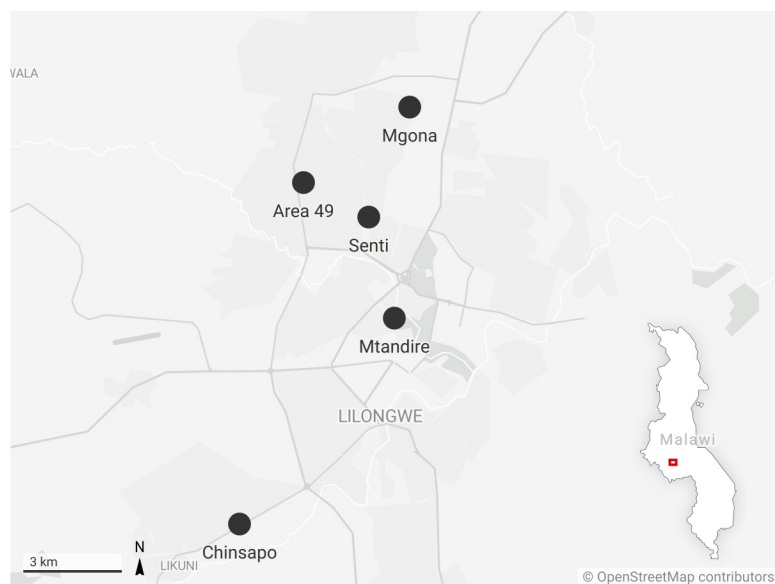 WALA
Mgona
Area 49
Senti
Mtandire
LILONGWE
Malawi
Chinsapo
N
3 km
LIKUNI
© OpenStreetMap contributors